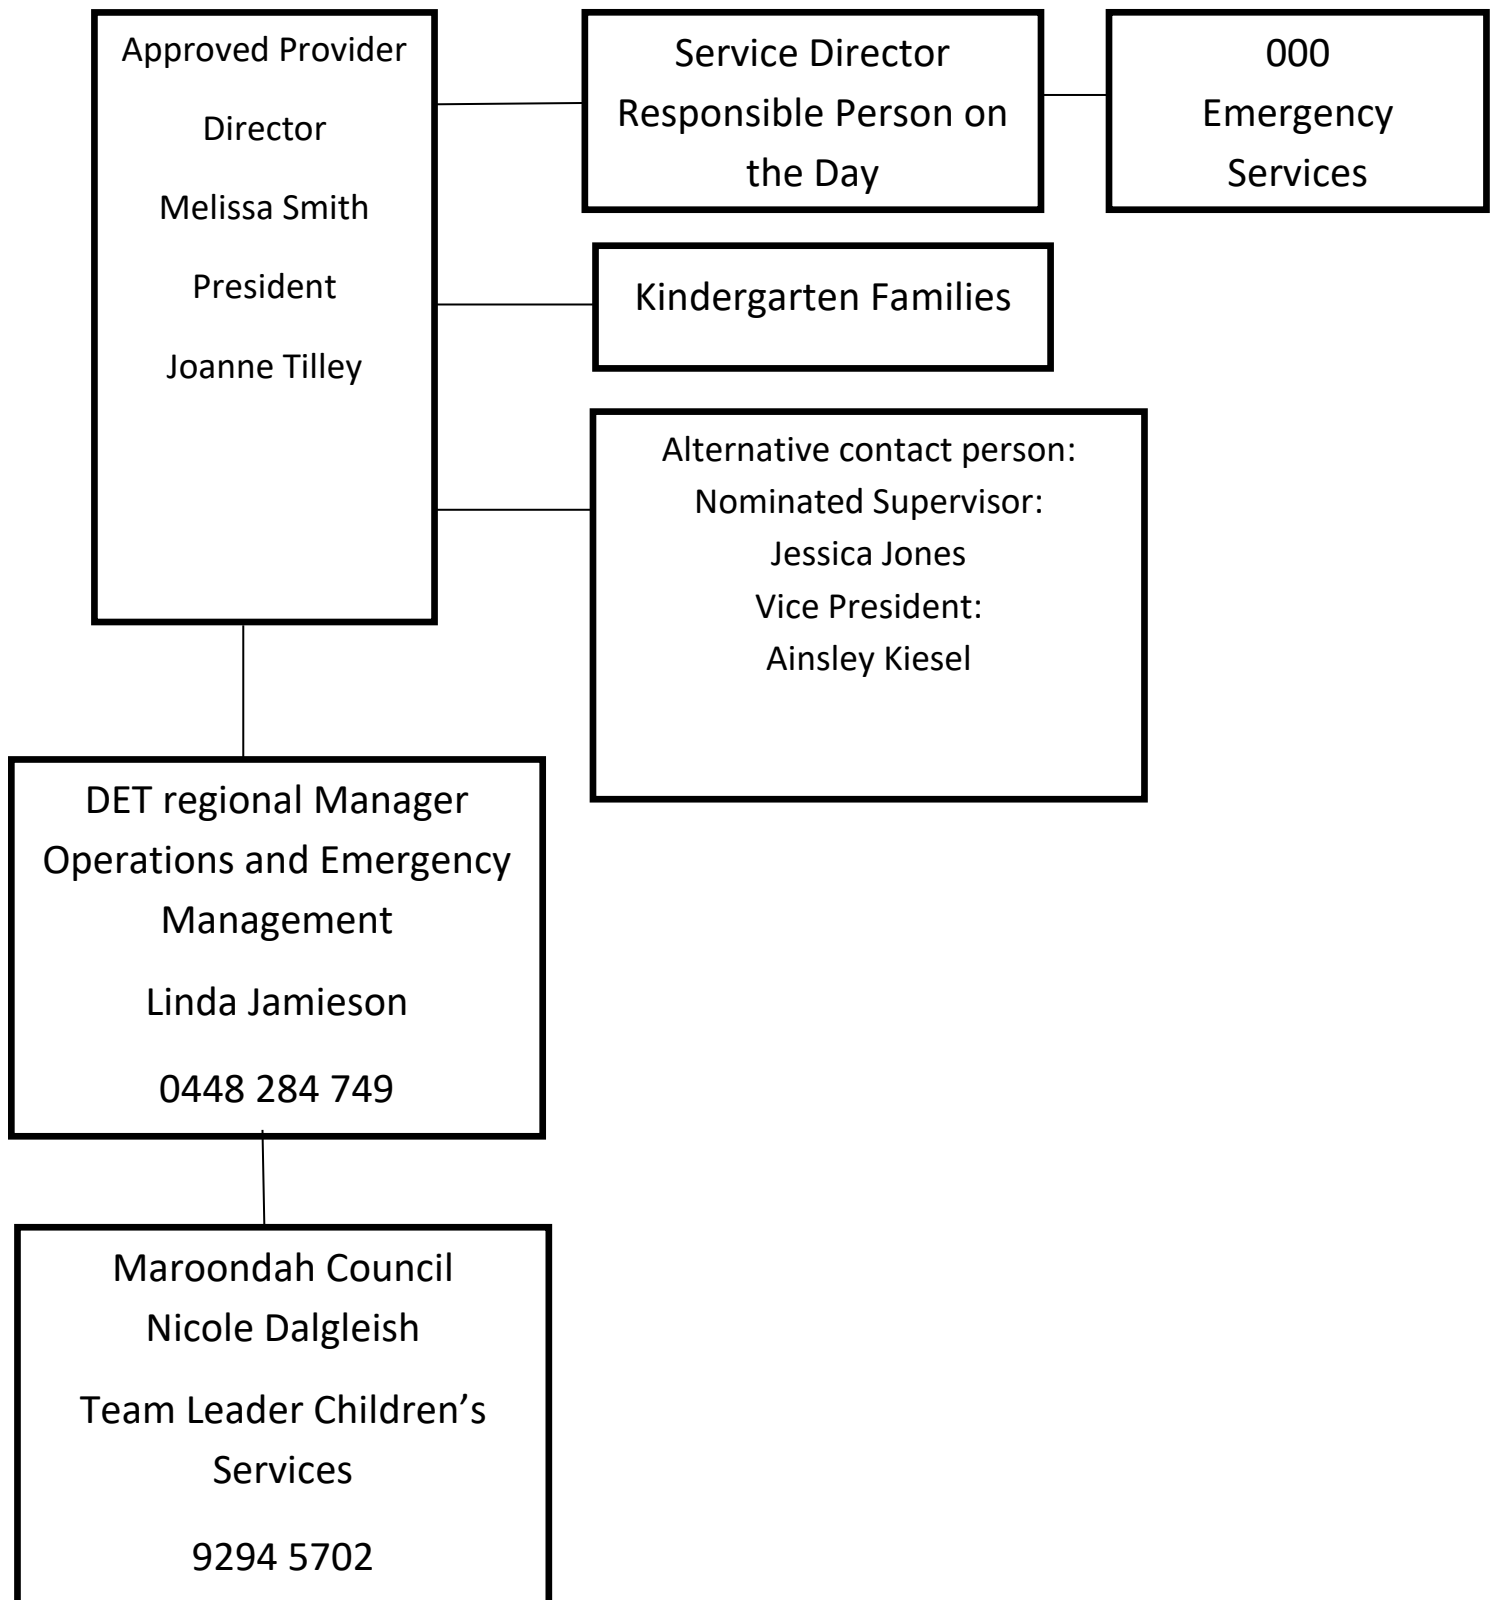 Approved Provider
Director
Melissa Smith
President
Joanne Tilley
Service Director
Responsible Person on
the Day
000
Emergency
Services
Kindergarten Families
Alternative contact person:
Nominated Supervisor:
Jessica Jones
Vice President:
Ainsley Kiesel
DET regional Manager
Operations and Emergency
Management
Linda Jamieson
0448 284 749
Maroondah Council
Nicole Dalgleish
Team Leader Children’s
Services
9294 5702